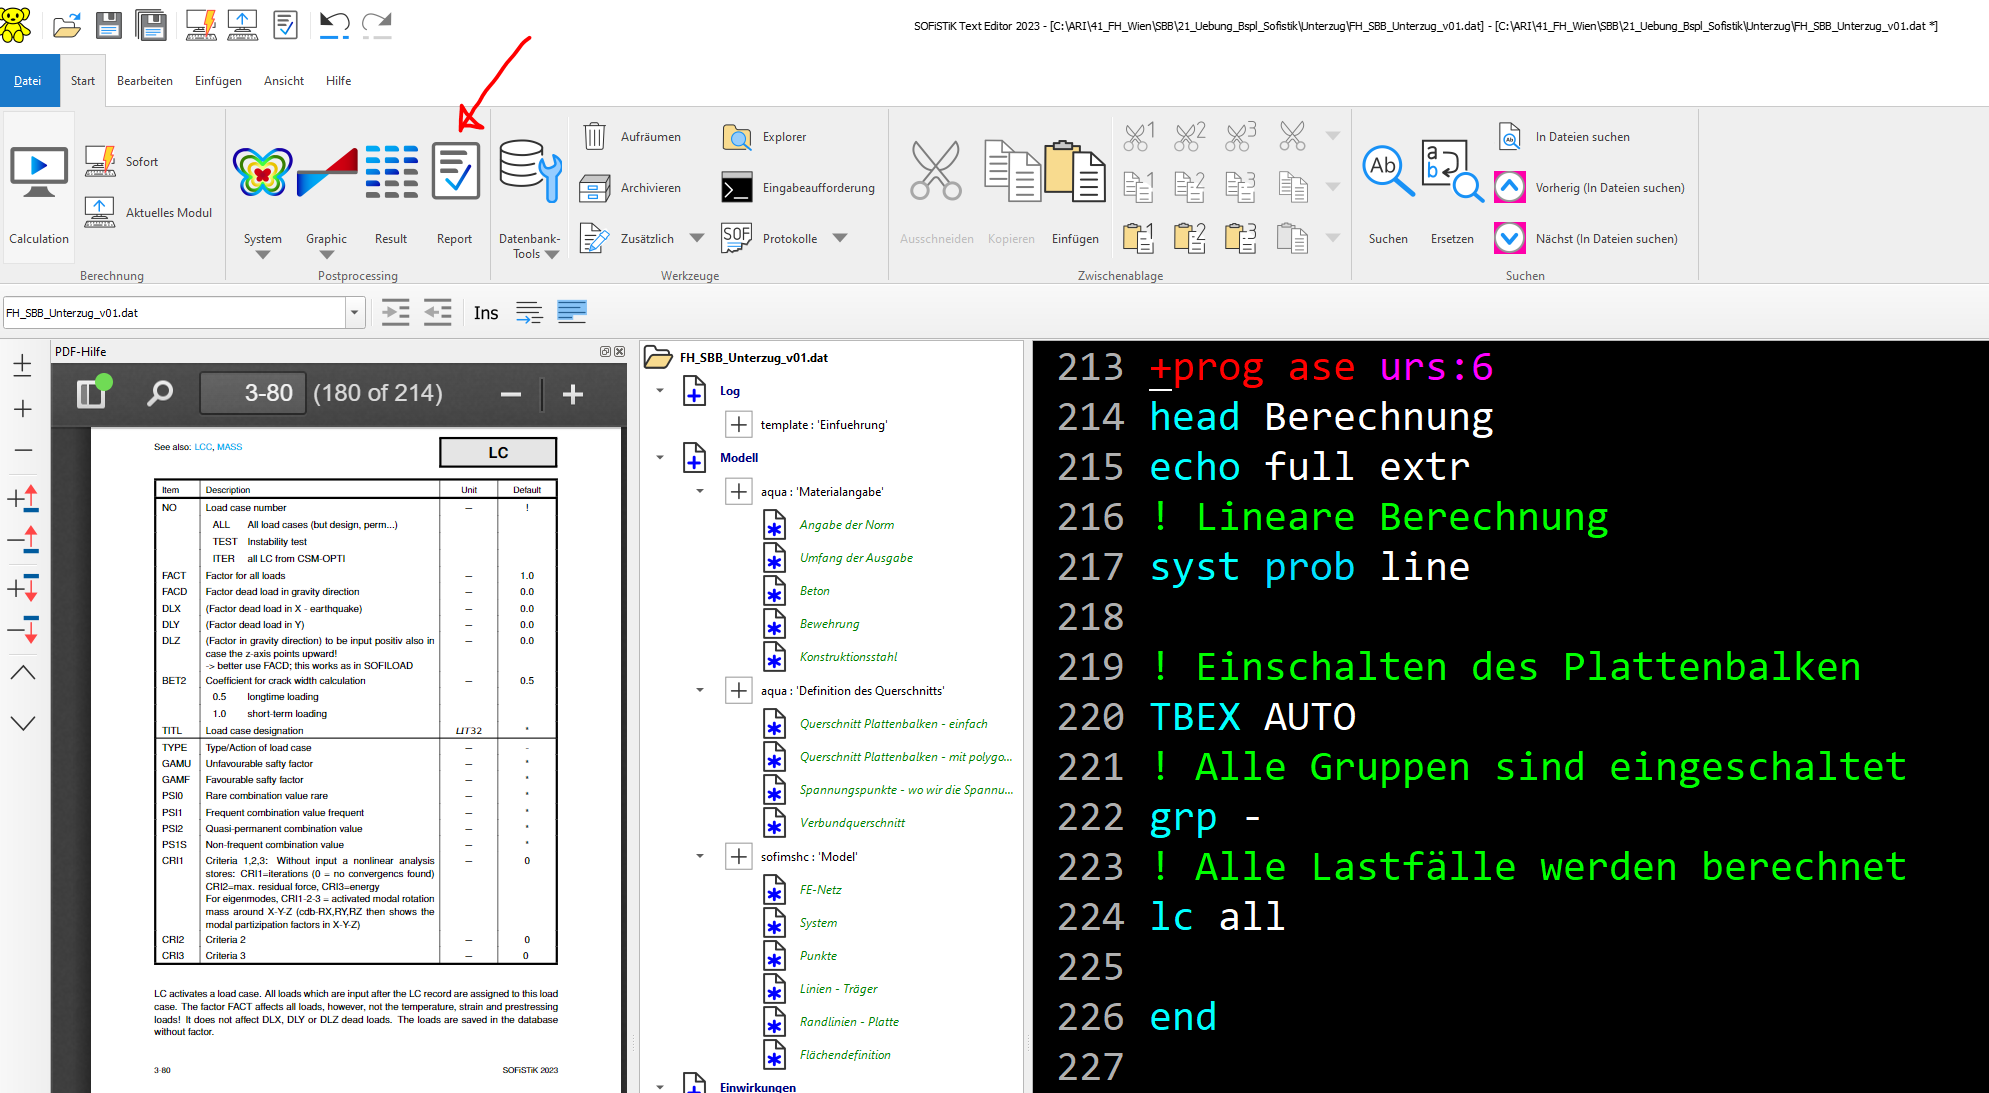 SOFiSTiK Text Editor 2023 - [C:\ARI\41_FH_Wien\SBB\21_Uebung_Bspl_Sofistik\Unterzug\FH_SBB_Unterzug_v01.dat] - [C:\ARI\41_FH_Wien\SBB\21_Uebung_Bspl_Sofistik\Unterzug\FH_SBB_Unterzug_v01.dat *]
Datei Start Bearbeiten Einfügen Ansicht Hilfe
Calculation
Sofort
Aktuelles Modul
Berechnung
System
Graphic
Result
Report
Postprocessing
Datenbank-
Tools
Aufräumen
Archivieren
Zusätzlich
Explorer
Eingabeaufforderung
SOF Protokolle
Werkzeuge
Ausschneiden
Kopieren
Einfügen
1 2 3
1 2 3
1 2 3
Zwischenablage
Ab Suchen
a b Ersetzen
Ab In Dateien suchen
Vorherig (In Dateien suchen)
Nächst (In Dateien suchen)
Suchen
FH_SBB_Unterzug_v01.dat
Ins
PDF-Hilfe
3-80 (180 of 214)
See also: LCC, MASS
LC
Item Description Unit Default
NO Load case number – !
ALL All load cases (but design, perm...)
TEST Instability test
ITER all LC from CSM-OPTI
FACT Factor for all loads – 1.0
FACD Factor dead load in gravity direction – 0.0
DLX (Factor dead load in X - earthquake) – 0.0
DLY (Factor dead load in Y) – 0.0
DLZ (Factor in gravity direction) to be input positiv also in – 0.0
case the z-axis points upward!
-> better use FACD; this works as in SOFILOAD
BET2 Coefficient for crack width calculation – 0.5
0.5 longtime loading
1.0 short-term loading
TITL Load case designation LIT32 *
TYPE Type/Action of load case – -
GAMU Unfavourable safty factor – *
GAMF Favourable safty factor – *
PSI0 Rare combination value rare – *
PSI1 Frequent combination value frequent – *
PSI2 Quasi-permanent combination value – *
PS1S Non-frequent combination value – *
CRI1 Criteria 1,2,3: Without input a nonlinear analysis – 0
stores: CRI1=iterations (0 = no convergencs found)
CRI2=max. residual force, CRI3=energy
For eigenmodes, CRI1-2-3 = activated modal rotation
mass around X-Y-Z (cdb-RX,RY,RZ then shows the
modal partizipation factors in X-Y-Z)
CRI2 Criteria 2 – 0
CRI3 Criteria 3 – 0
LC activates a load case. All loads which are input after the LC record are assigned to this load
case. The factor FACT affects all loads, however, not the temperature, strain and prestressing
loads! It does not affect DLX, DLY or DLZ dead loads. The loads are saved in the database
without factor.
3-80 SOFiSTiK 2023
FH_SBB_Unterzug_v01.dat
Log
template : 'Einfuehrung'
Modell
aqua : 'Materialangabe'
Angabe der Norm
Umfang der Ausgabe
Beton
Bewehrung
Konstruktionsstahl
aqua : 'Definition des Querschnitts'
Querschnitt Plattenbalken - einfach
Querschnitt Plattenbalken - mit polygo...
Spannungspunkte - wo wir die Spannu...
Verbundquerschnitt
sofimshc : 'Model'
FE-Netz
System
Punkte
Linien - Träger
Randlinien - Platte
Flächendefinition
Einwirkungen
213 +prog ase urs:6
214 head Berechnung
215 echo full extr
216 ! Lineare Berechnung
217 syst prob line
218
219 ! Einschalten des Plattenbalken
220 TBEX AUTO
221 ! Alle Gruppen sind eingeschaltet
222 grp -
223 ! Alle Lastfälle werden berechnet
224 lc all
225
226 end
227